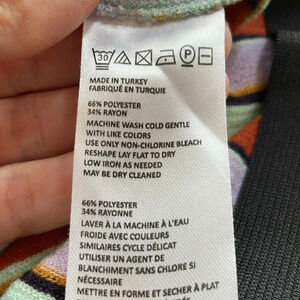 30
P
MADE IN TURKEY
FABRIQUÉ EN TURQUIE
66% POLYESTER
34% RAYON
MACHINE WASH COLD GENTLE
WITH LIKE COLORS
USE ONLY NON-CHLORINE BLEACH
RESHAPE LAY FLAT TO DRY
LOW IRON AS NEEDED
MAY BE DRY CLEANED
66% POLYESTER
34% RAYONNE
LAVER À LA MACHINE À L'EAU
FROIDE AVEC COULEURS
SIMILAIRES CYCLE DÉLICAT
UTILISER UN AGENT DE
BLANCHIMENT SANS CHLORE SI
NÉCESSAIRE
METTRE EN FORME ET SÉCHER À PLAT